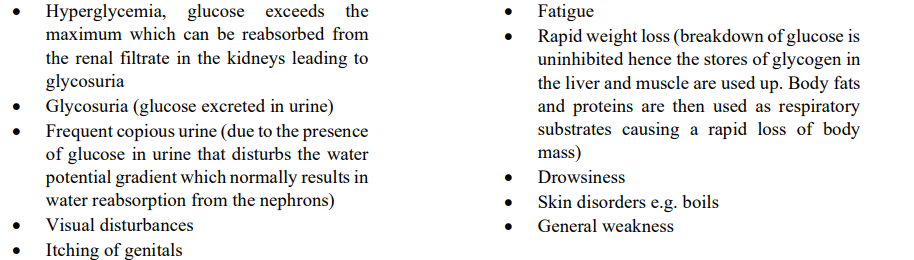 • Hyperglycemia, glucose exceeds the
maximum which can be reabsorbed from
the renal filtrate in the kidneys leading to
glycosuria
• Glycosuria (glucose excreted in urine)
• Frequent copious urine (due to the presence
of glucose in urine that disturbs the water
potential gradient which normally results in
water reabsorption from the nephrons)
• Visual disturbances
• Itching of genitals
• Fatigue
• Rapid weight loss (breakdown of glucose is
uninhibited hence the stores of glycogen in
the liver and muscle are used up. Body fats
and proteins are then used as respiratory
substrates causing a rapid loss of body
mass)
• Drowsiness
• Skin disorders e.g. boils
• General weakness